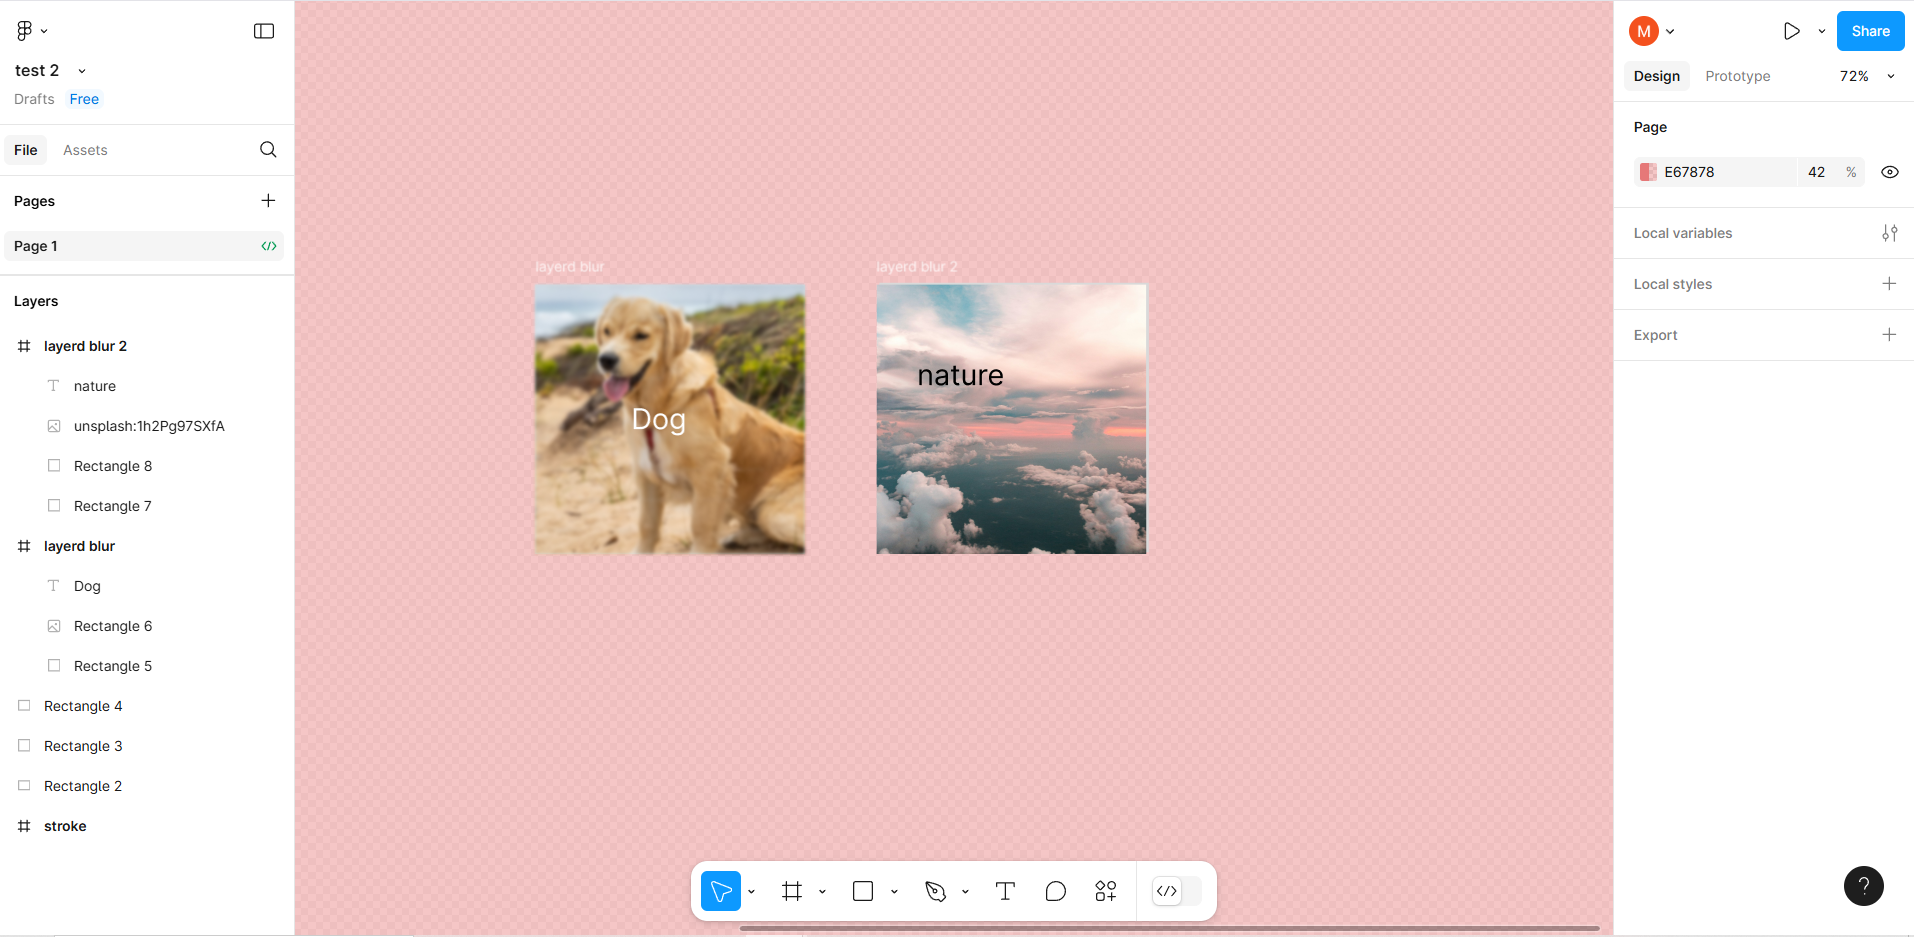 test 2
Drafts Free
File Assets
Pages
Page 1
Layers
layerd blur 2
nature
unsplash:1h2Pg97SXfA
Rectangle 8
Rectangle 7
layerd blur
Dog
Rectangle 6
Rectangle 5
Rectangle 4
Rectangle 3
Rectangle 2
stroke
layerd blur
Dog
layerd blur 2
nature
M
Share
Design Prototype 72%
Page
E67878 42 %
Local variables
Local styles
Export
?